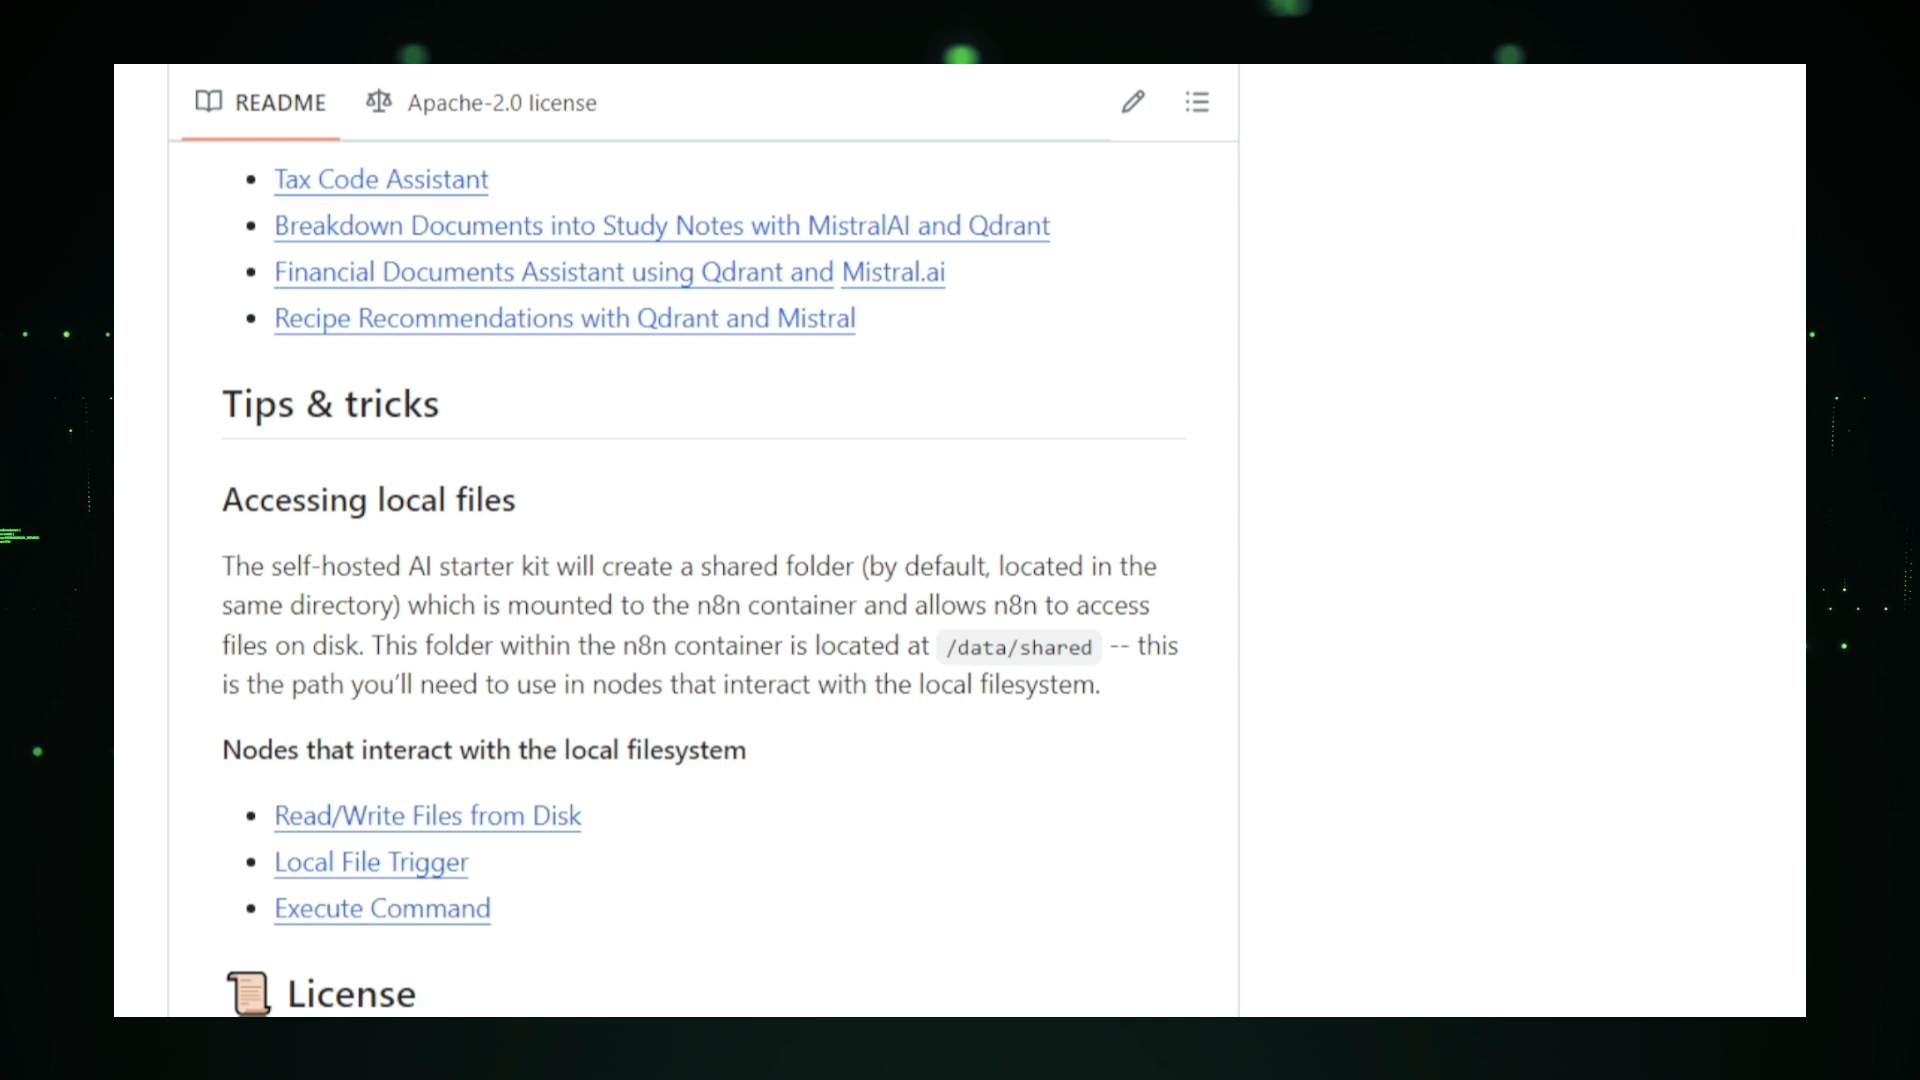 README Apache-2.0 license
Tax Code Assistant
Breakdown Documents into Study Notes with MistralAI and Qdrant
Financial Documents Assistant using Qdrant and Mistral.ai
Recipe Recommendations with Qdrant and Mistral
Tips & tricks
Accessing local files
The self-hosted AI starter kit will create a shared folder (by default, located in the
same directory) which is mounted to the n8n container and allows n8n to access
files on disk. This folder within the n8n container is located at /data/shared -- this
is the path you’ll need to use in nodes that interact with the local filesystem.
Nodes that interact with the local filesystem
Read/Write Files from Disk
Local File Trigger
Execute Command
License